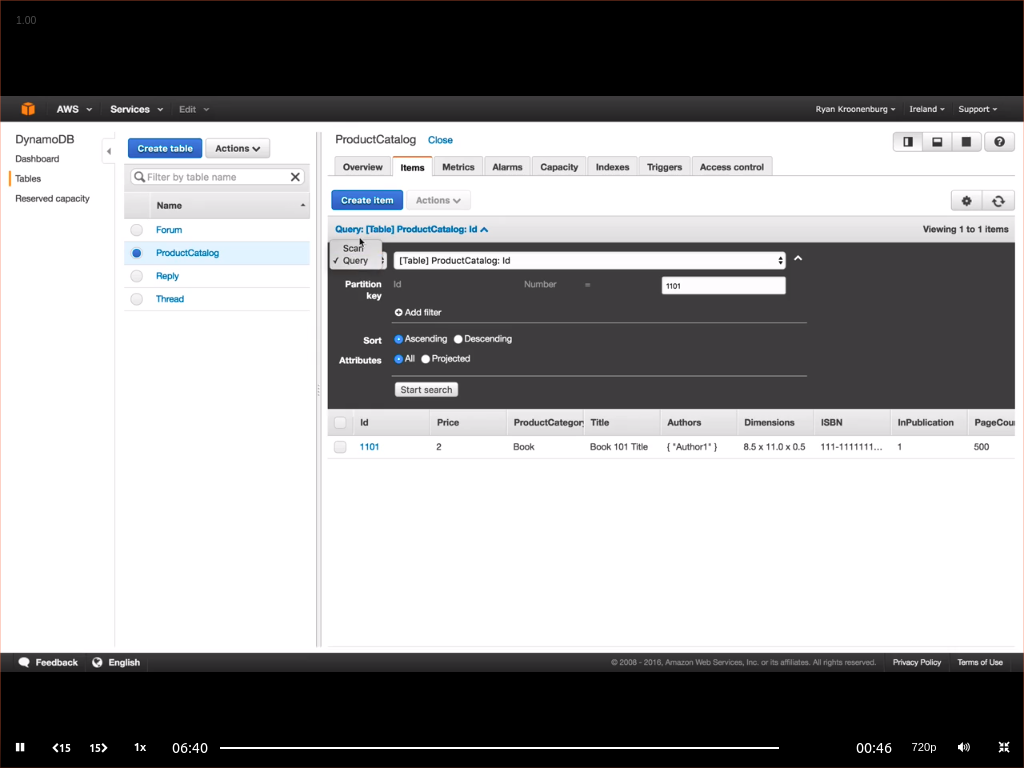 1.00
AWS Services Edit Ryan Kroonenburg Ireland Support
DynamoDB
Dashboard
Tables
Reserved capacity
Create table Actions
Filter by table name
Name
Forum
ProductCatalog
Reply
Thread
ProductCatalog Close
Overview Items Metrics Alarms Capacity Indexes Triggers Access control
Create item Actions
Query: [Table] ProductCatalog: Id Viewing 1 to 1 items
Scan
✓ Query [Table] ProductCatalog: Id
Partition key Id Number = 1101
Add filter
Sort Ascending Descending
Attributes All Projected
Start search
Id Price ProductCategor Title Authors Dimensions ISBN InPublication PageCou
1101 2 Book Book 101 Title { "Author1" } 8.5 x 11.0 x 0.5 111-1111111... 1 500
Feedback English © 2008 - 2016, Amazon Web Services, Inc. or its affiliates. All rights reserved. Privacy Policy Terms of Use
15 15 1x 06:40 00:46 720p